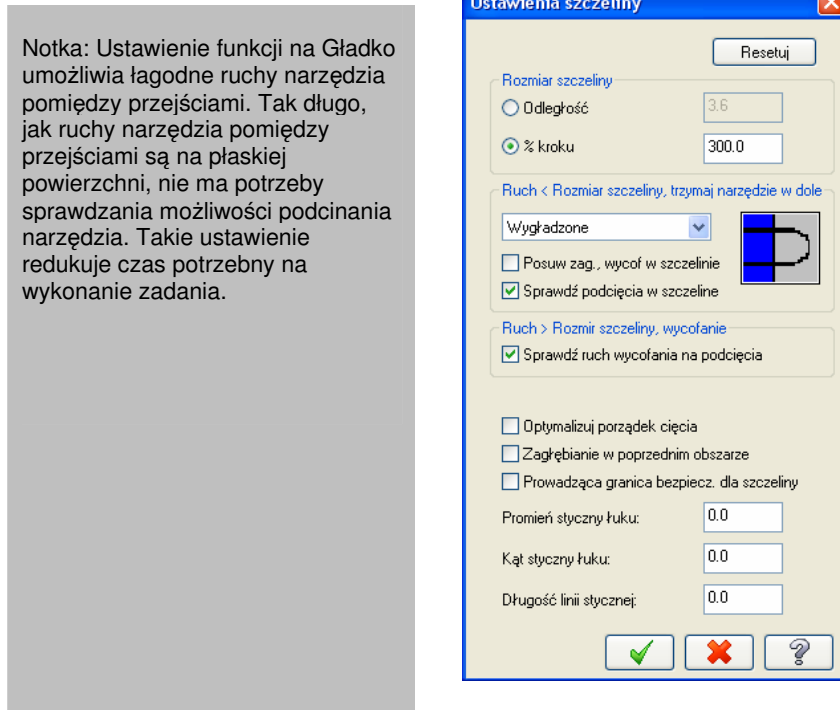 Notka: Ustawienie funkcji na Gładko
umożliwia łagodne ruchy narzędzia
pomiędzy przejściami. Tak długo,
jak ruchy narzędzia pomiędzy
przejściami są na płaskiej
powierzchni, nie ma potrzeby
sprawdzania możliwości podcinania
narzędzia. Takie ustawienie
redukuje czas potrzebny na
wykonanie zadania.
Ustawienia szczeliny
Resetuj
Rozmiar szczeliny
Odległość 3.6
% kroku 300.0
Ruch < Rozmiar szczeliny, trzymaj narzędzie w dole
Wygładzone
Posuw zag., wycof w szczelinie
Sprawdź podcięcia w szczeline
Ruch > Rozmir szczeliny, wycofanie
Sprawdź ruch wycofania na podcięcia
Optymalizuj porządek cięcia
Zagłębianie w poprzednim obszarze
Prowadząca granica bezpiecz. dla szczeliny
Promień styczny łuku: 0.0
Kąt styczny łuku: 0.0
Długość linii stycznej: 0.0